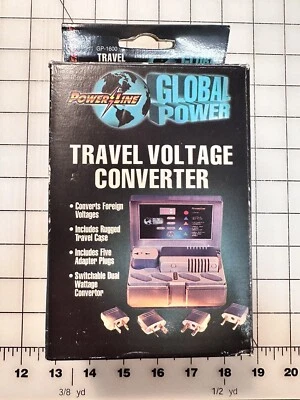 GP-1600
TRAVEL
POWER LINE
GLOBAL
POWER
TRAVEL VOLTAGE
CONVERTER
• Converts Foreign
Voltages
• Includes Rugged
Travel Case
• Includes Five
Adaptor Plugs
• Switchable Dual
Wattage
Convertor
12 13 14 15 16 17 18 19 20
3/8 yd 1/2 yd